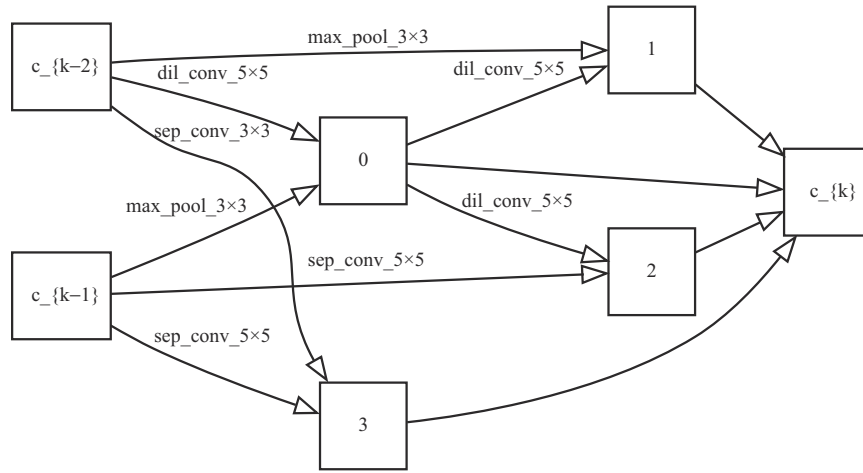 max_pool_3×3
1
c_{k−2}
dil_conv_5×5
dil_conv_5×5
sep_conv_3×3
0
c_{k}
max_pool_3×3
dil_conv_5×5
sep_conv_5×5
2
c_{k−1}
sep_conv_5×5
3